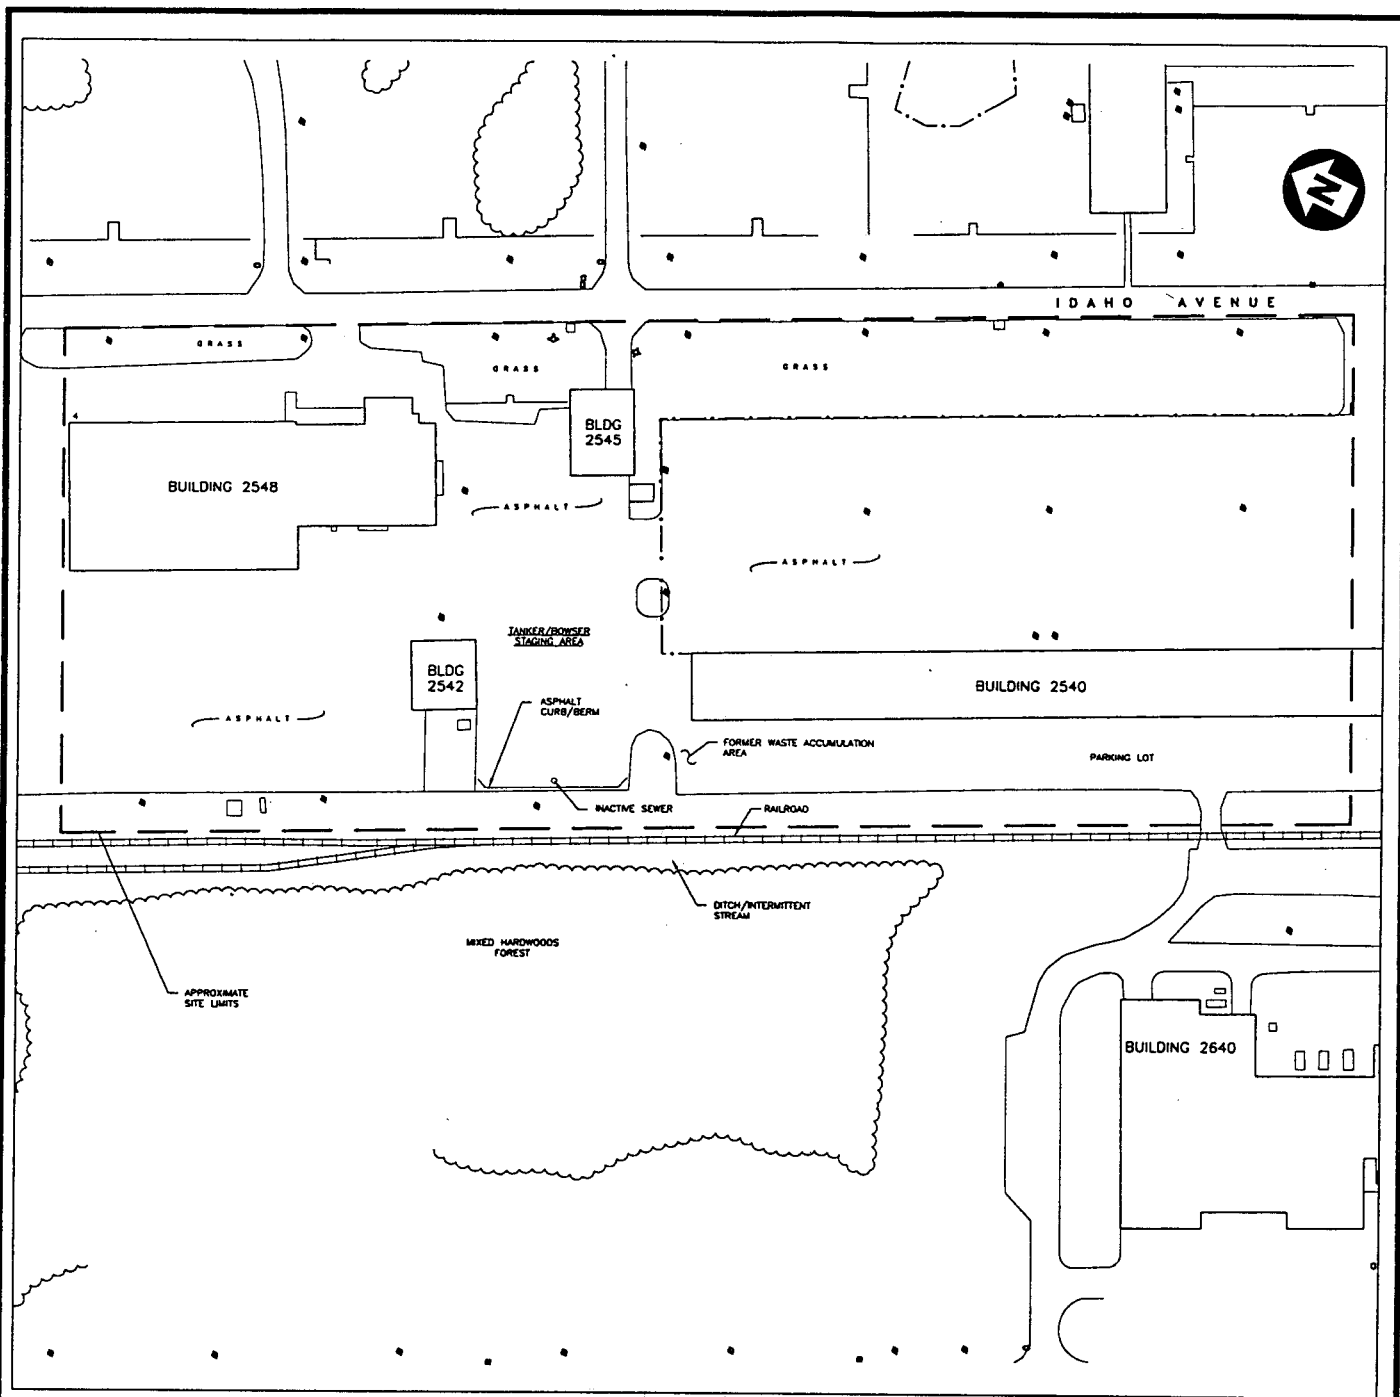 N
IDAHO AVENUE
GRASS
GRASS
GRASS
4
BLDG
2545
BUILDING 2548
ASPHALT
ASPHALT
TANKER/BOWSER
STAGING AREA
BLDG
2542
BUILDING 2540
ASPHALT
CURB/BERM
ASPHALT
FORMER WASTE ACCUMULATION
AREA
PARKING LOT
INACTIVE SEWER
RAILROAD
DITCH/INTERMITTENT
STREAM
MIXED HARDWOODS
FOREST
APPROXIMATE
SITE LIMITS
BUILDING 2640